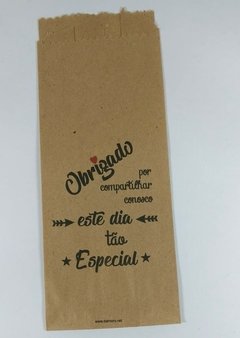 Obrigado
por
compartilhar
conosco
este dia
tão
Especial